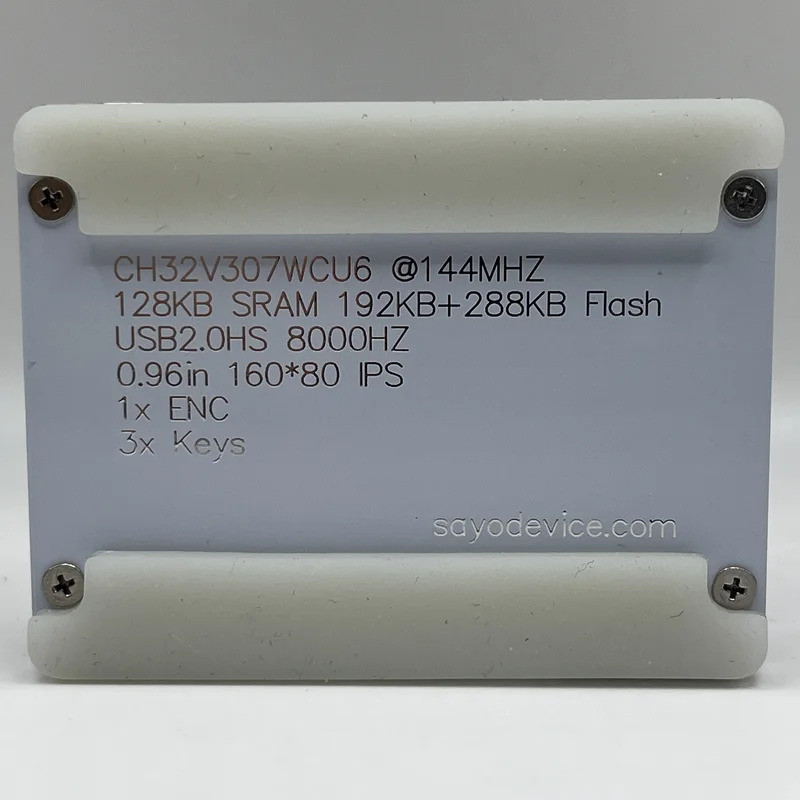 CH32V307WCU6 @144MHZ
128KB SRAM 192KB+288KB Flash
USB2.0HS 8000HZ
0.96in 160*80 IPS
1x ENC
3x Keys
sayodevice.com